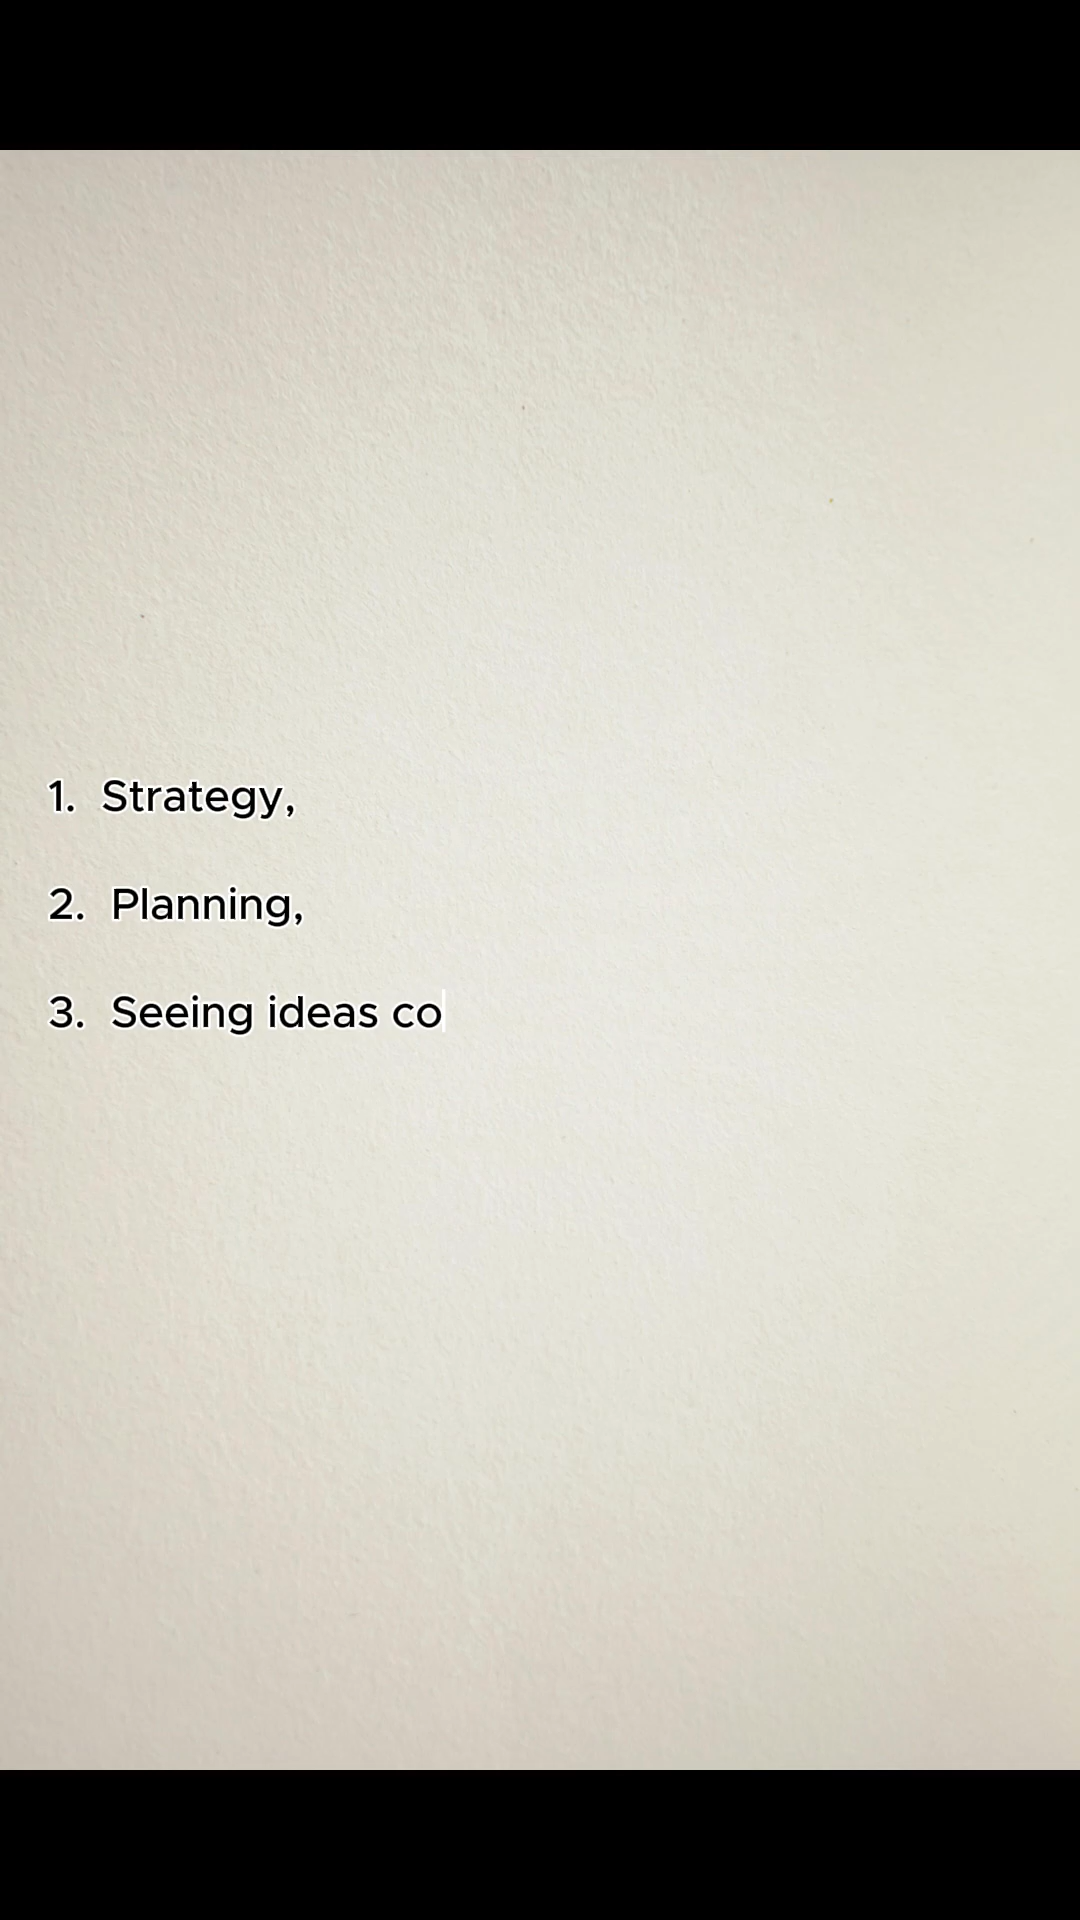 1. Strategy,
2. Planning,
3. Seeing ideas co